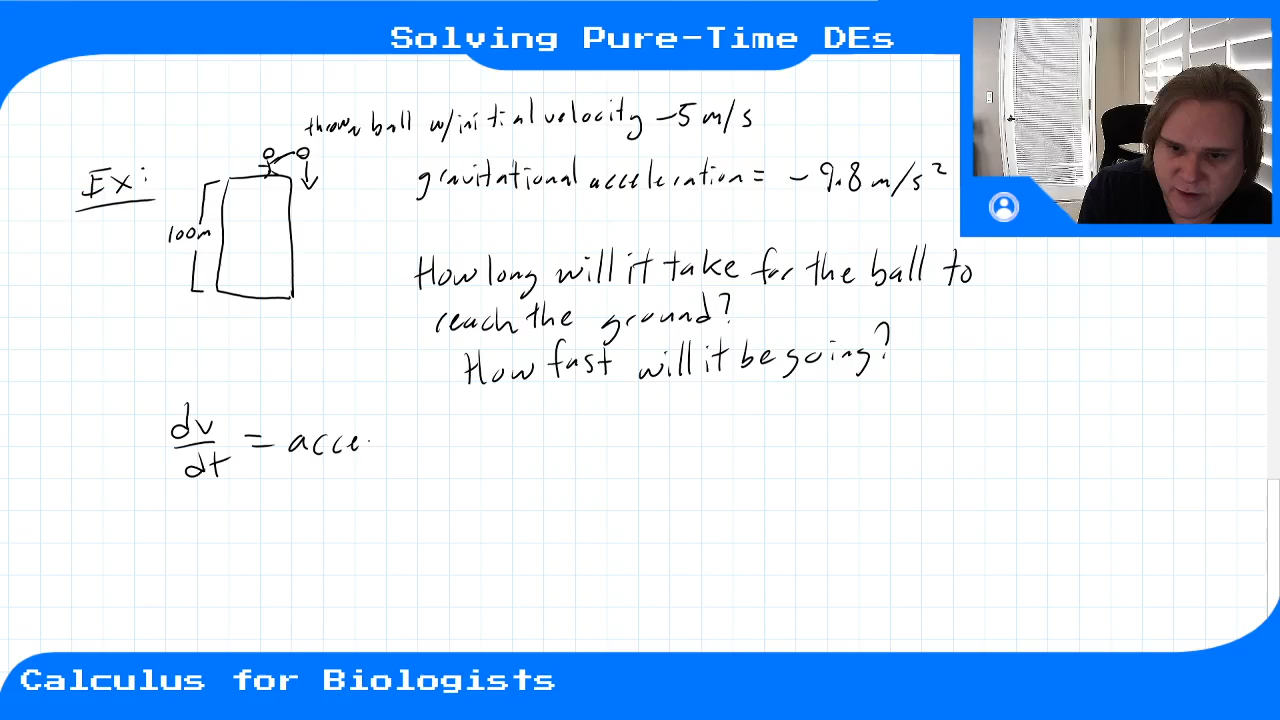 Solving Pure-Time DEs
throw ball w/initial velocity -5 m/s
Ex:
gravitational acceleration = -9.8 m/s²
100m
How long will it take for the ball to
reach the ground?
How fast will it be going?
dv/dt = acce
Calculus for Biologists